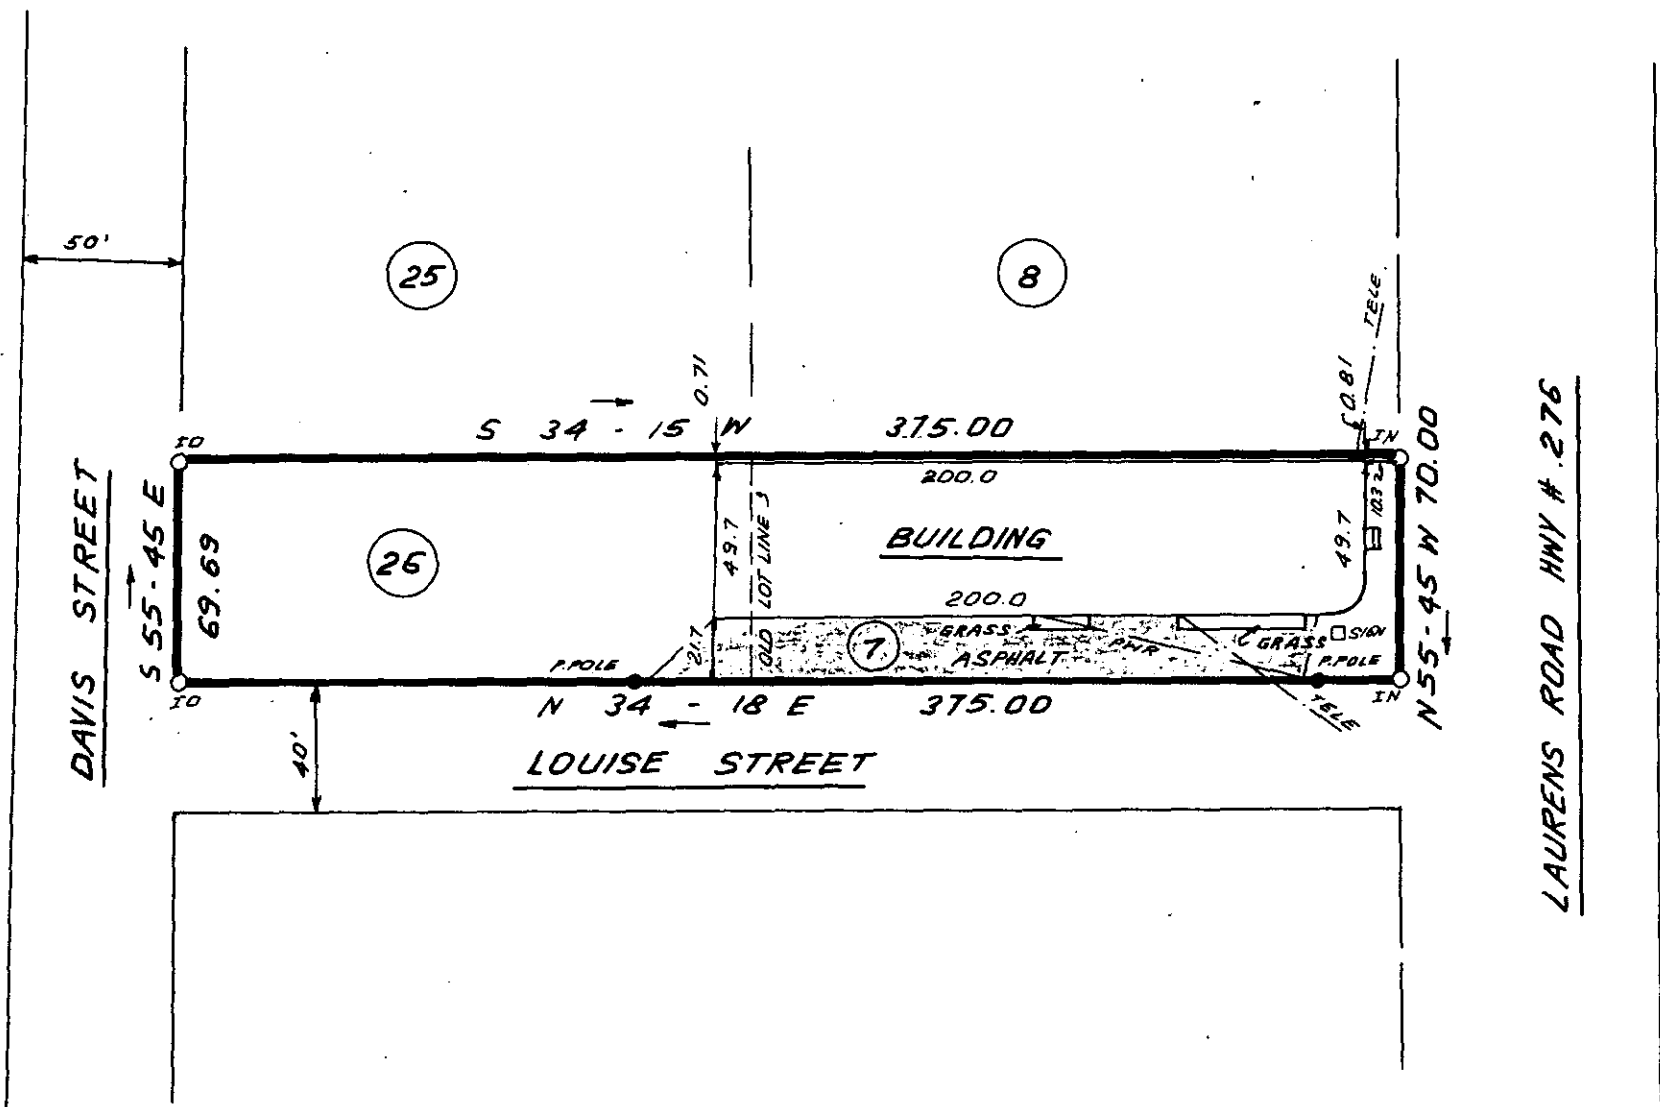 50'
25
8
TELE.
0.71
0.81
S 34 - 15 W 375.00
IO
IN
200.0
10.32
DAVIS STREET
S 55-45 E
69.69
26
49.7
OLD LOT LINE
BUILDING
49.7
N 55-45 W 70.00
LAURENS ROAD HWY #.276
200.0
21.7
7
GRASS
ASPHALT
PWR
GRASS
SIGN
P.POLE
P.POLE
IO
IN
N 34 - 18 E 375.00
TELE
40'
LOUISE STREET